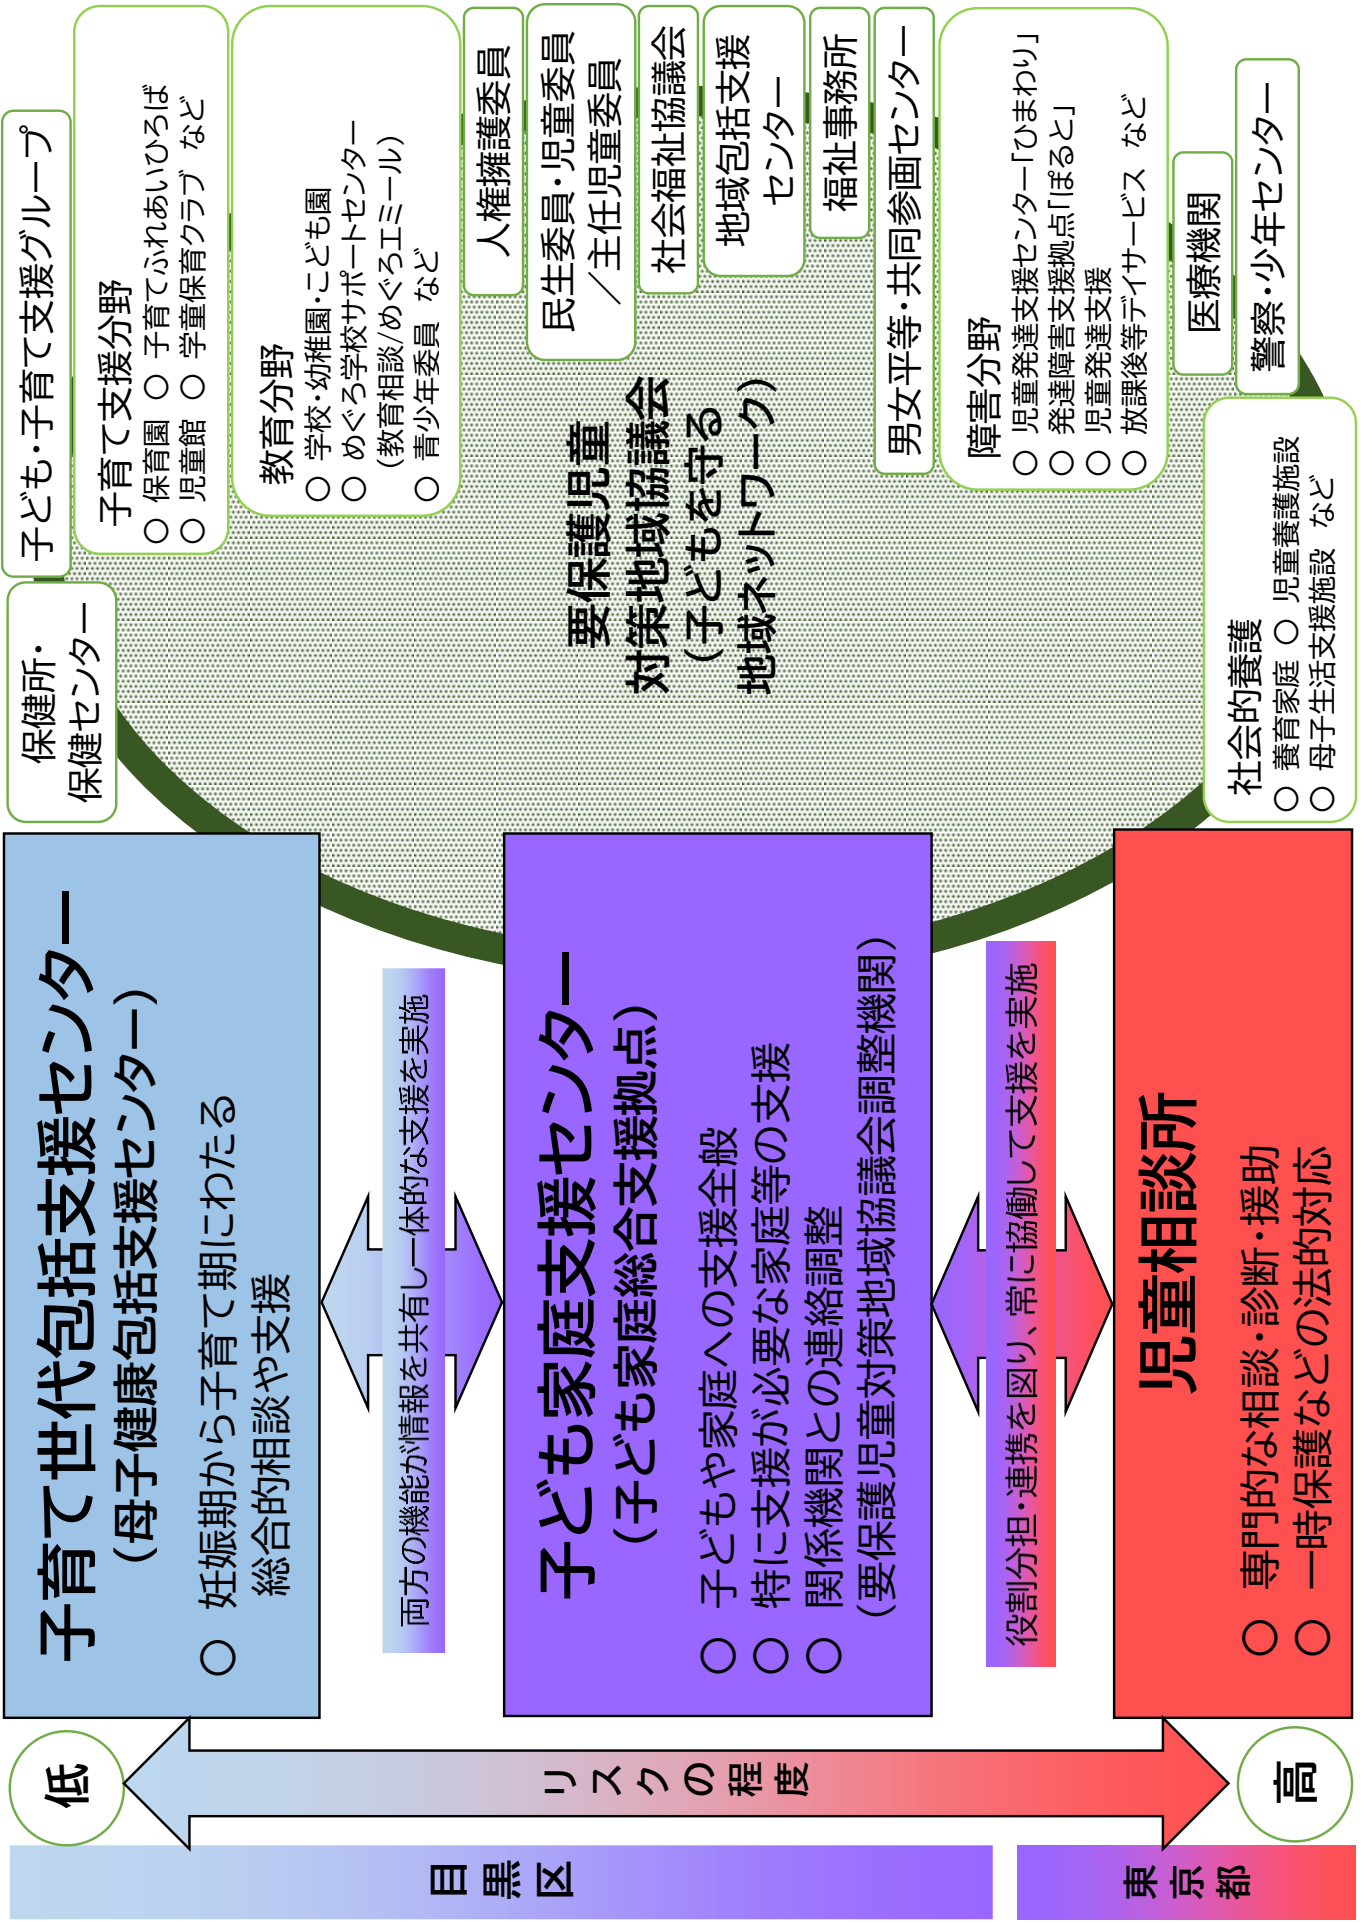 目黒区
東京都
低
リスクの程度
高
子育て世代包括支援センター
（母子健康包括支援センター）
○ 妊娠期から子育て期にわたる
総合的相談や支援
両方の機能が情報を共有し一体的な支援を実施
子ども家庭支援センター
（子ども家庭総合支援拠点）
○ 子どもや家庭への支援全般
○ 特に支援が必要な家庭等の支援
○ 関係機関との連絡調整
（要保護児童対策地域協議会調整機関）
役割分担・連携を図り、常に協働して支援を実施
児童相談所
○ 専門的な相談・診断・援助
○ 一時保護などの法的対応
要保護児童
対策地域協議会
（子どもを守る
地域ネットワーク）
保健所・
保健センター
子ども・子育て支援グループ
子育て支援分野
○ 保育園 ○ 子育てふれあいひろば
○ 児童館 ○ 学童保育クラブ など
教育分野
○ 学校・幼稚園・こども園
○ めぐろ学校サポートセンター
（教育相談/めぐろエミール）
○ 青少年委員 など
人権擁護委員
民生委員・児童委員
／主任児童委員
社会福祉協議会
地域包括支援
センター
福祉事務所
男女平等・共同参画センター
障害分野
○ 児童発達支援センター「ひまわり」
○ 発達障害支援拠点「ぽると」
○ 児童発達支援
○ 放課後等デイサービス など
医療機関
警察・少年センター
社会的養護
○ 養育家庭 ○ 児童養護施設
○ 母子生活支援施設 など